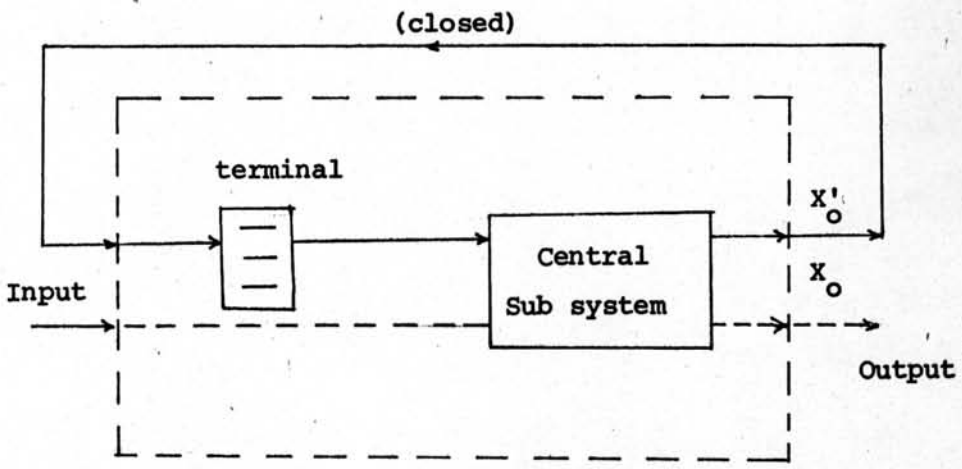 (closed)
terminal
X'o
Central
Sub system
Xo
Input
Output